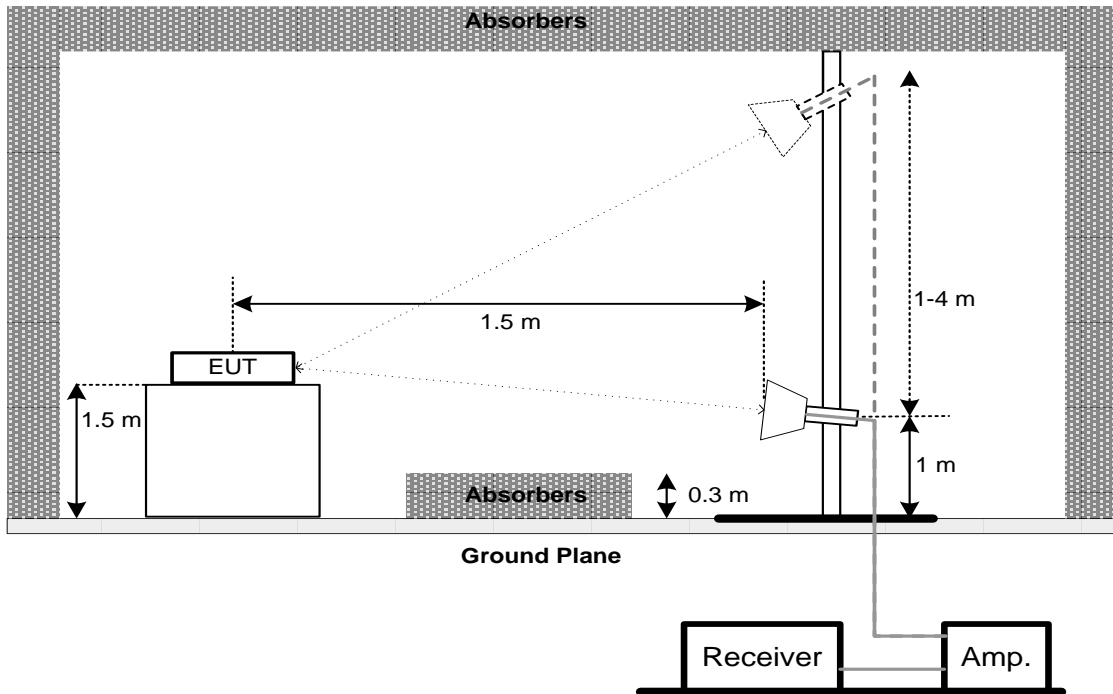 Absorbers
1-4 m
1.5 m
EUT
1.5 m
1 m
Absorbers
0.3 m
Ground Plane
Receiver
Amp.